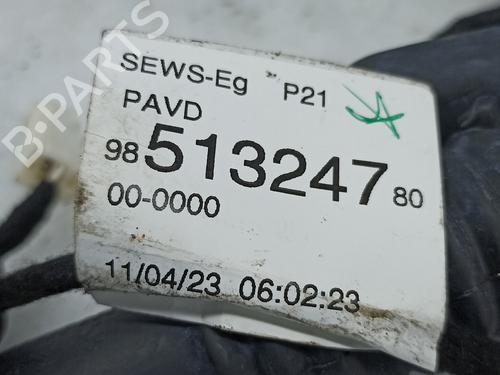 SEWS-Eg P21
PAVD
98 513247 80
00-0000
11/04/23 06:02:23
B-PARTS